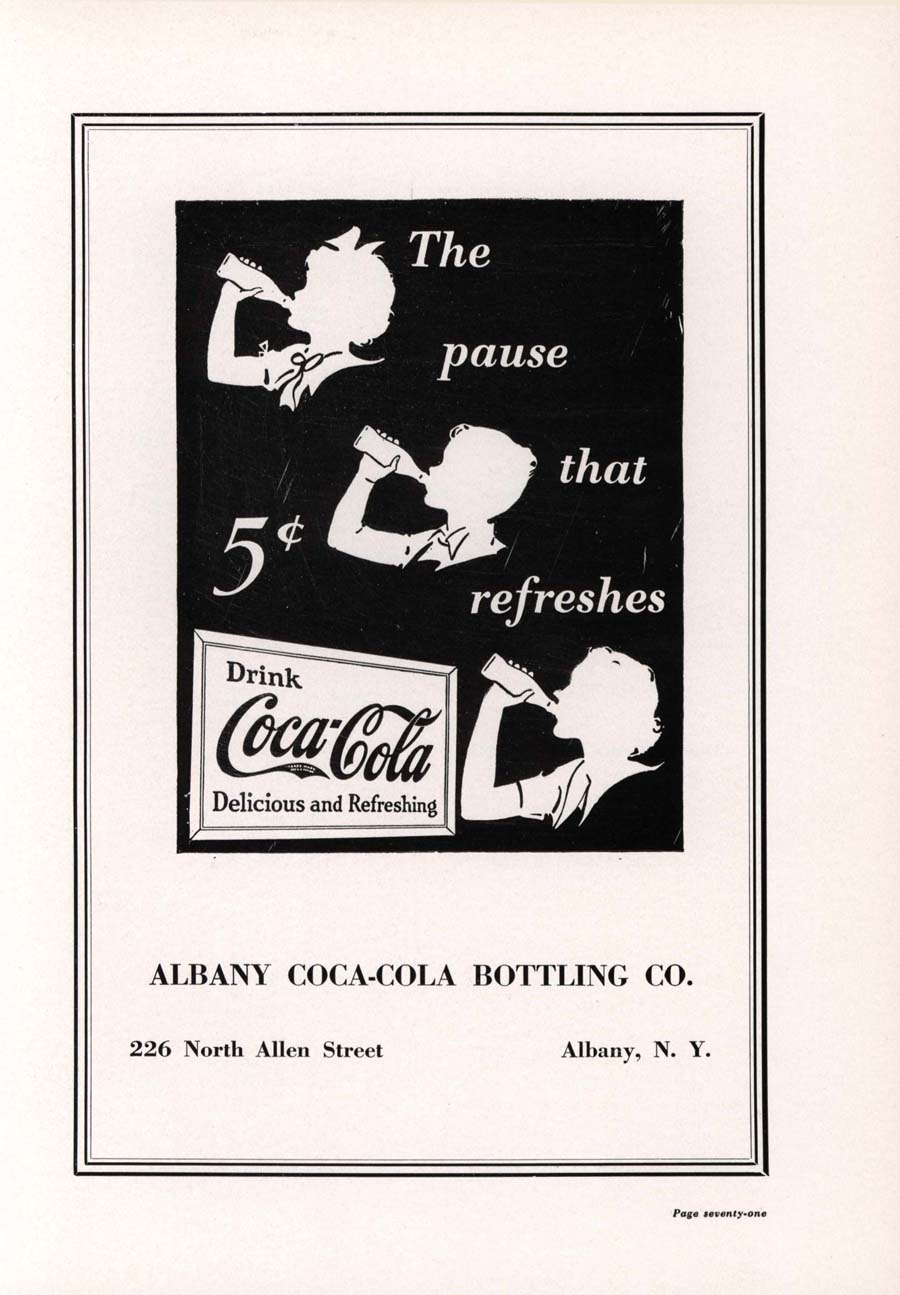 The
pause
that
refreshes
5¢
Drink
Coca-Cola
Delicious and Refreshing
ALBANY COCA-COLA BOTTLING CO.
226 North Allen Street Albany, N. Y.
Page seventy-one